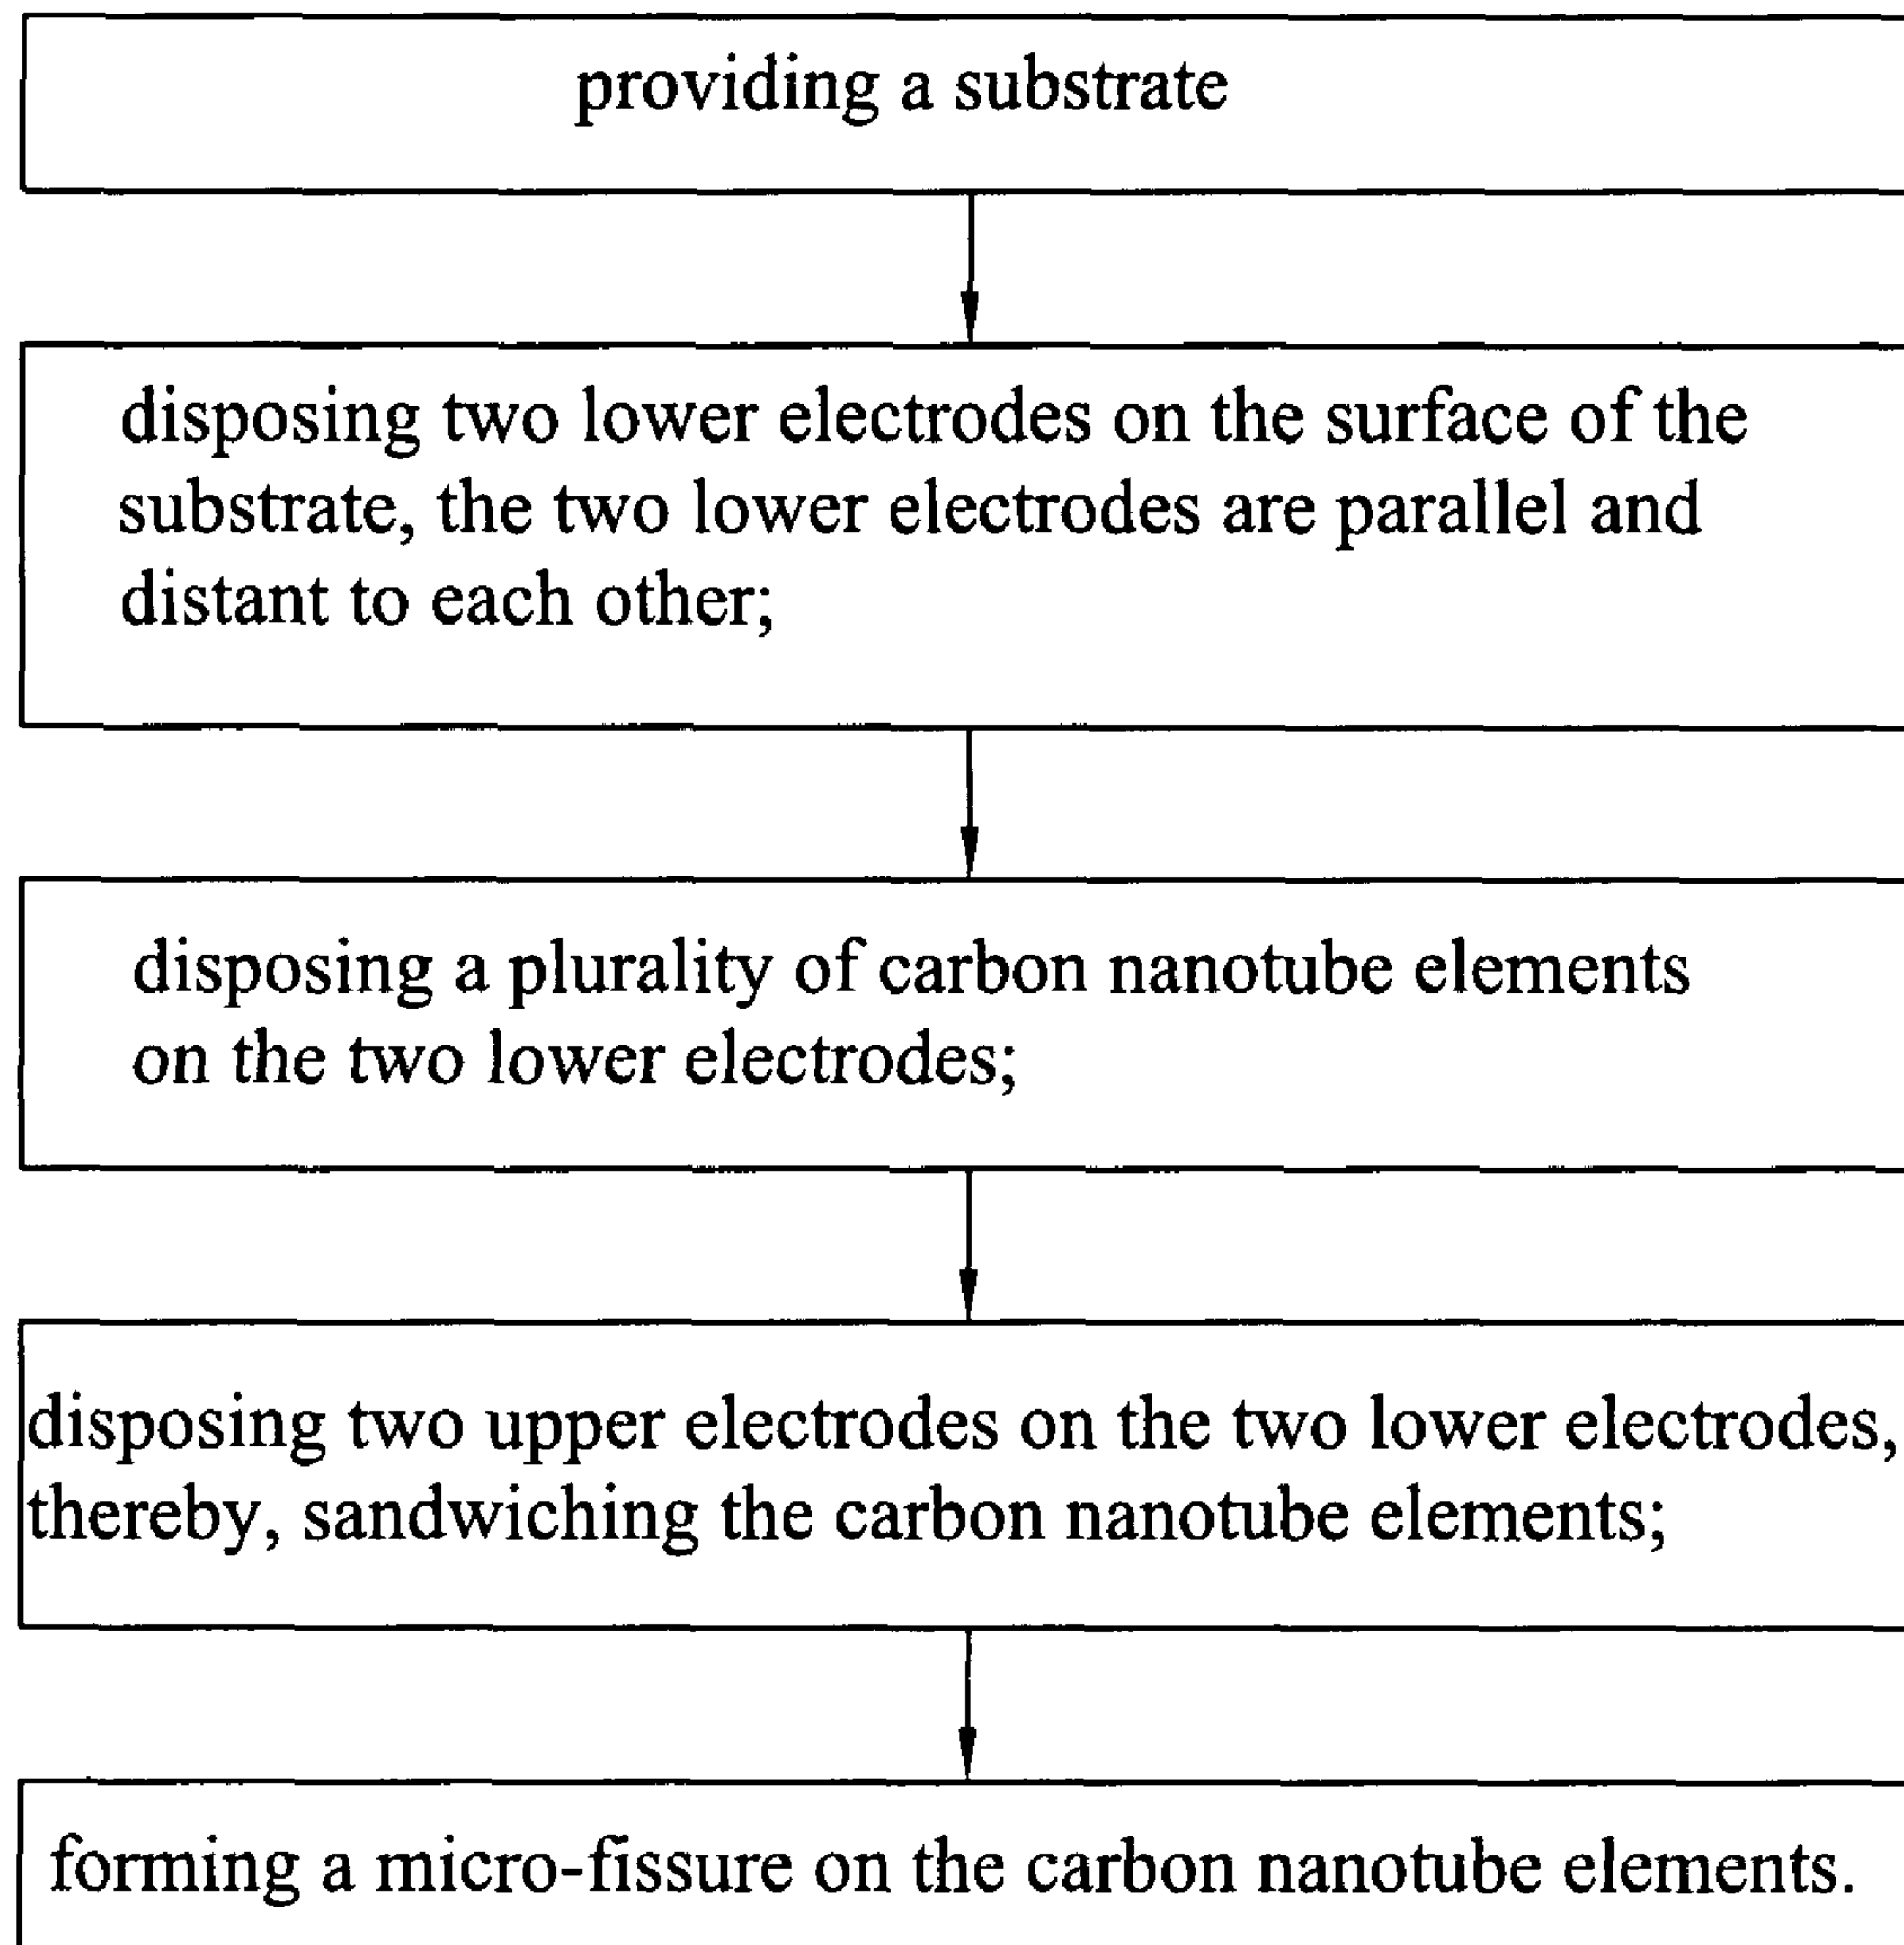 providing a substrate
disposing two lower electrodes on the surface of the
substrate, the two lower electrodes are parallel and
distant to each other;
disposing a plurality of carbon nanotube elements
on the two lower electrodes;
disposing two upper electrodes on the two lower electrodes,
thereby, sandwiching the carbon nanotube elements;
forming a micro-fissure on the carbon nanotube elements.